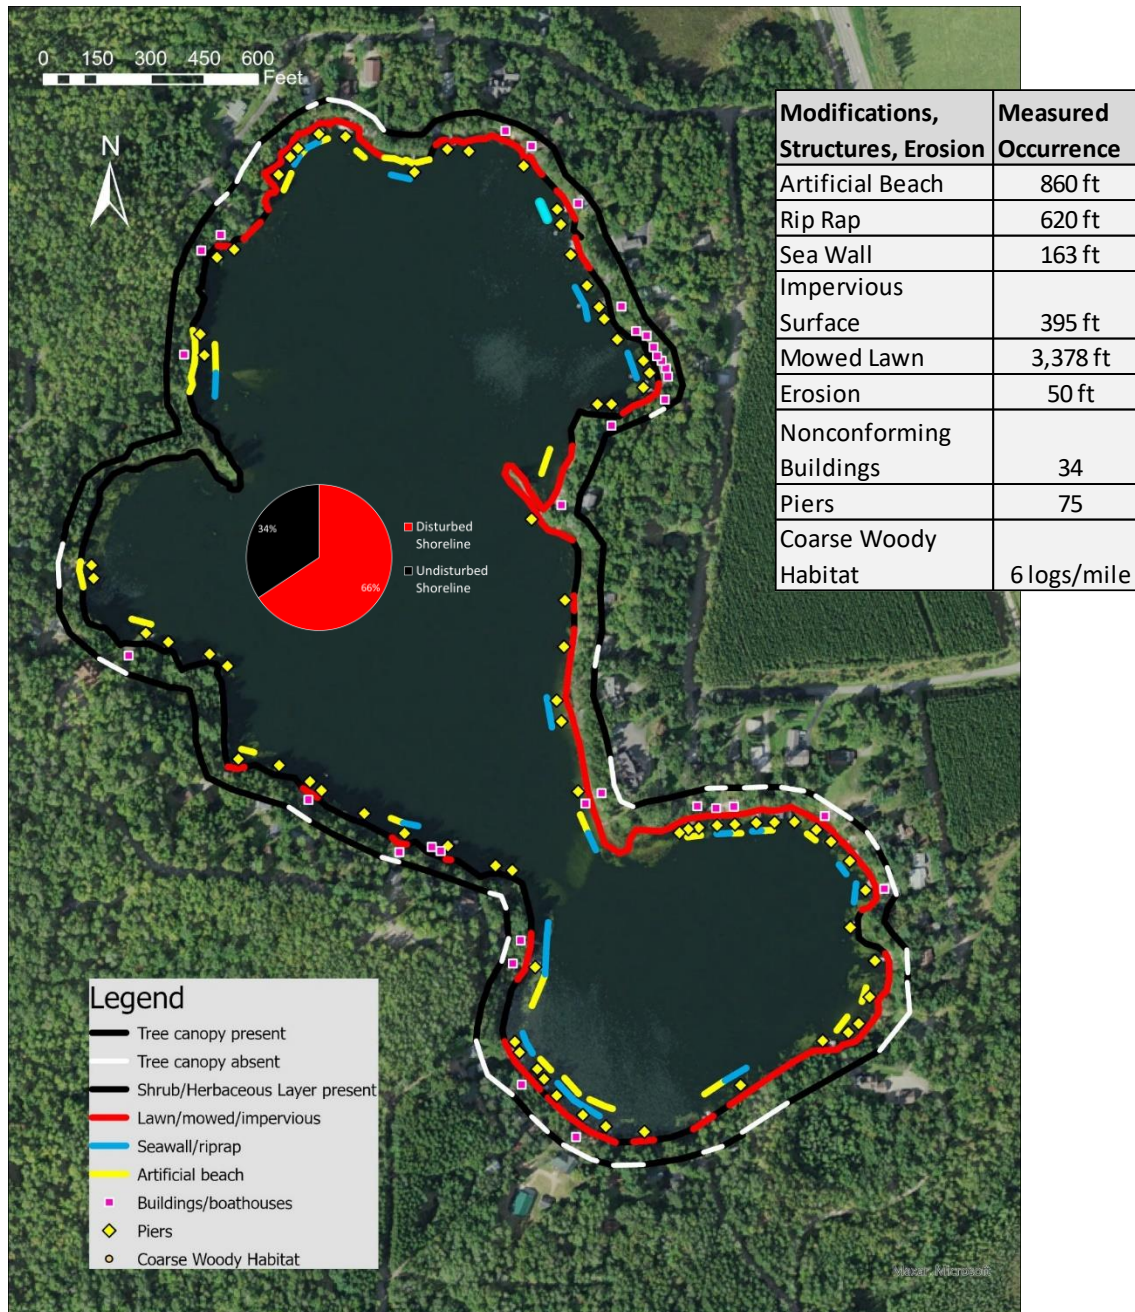 0 150 300 450 600
Feet
N
Modifications, Structures, Erosion Measured Occurrence
Artificial Beach 860 ft
Rip Rap 620 ft
Sea Wall 163 ft
Impervious Surface 395 ft
Mowed Lawn 3,378 ft
Erosion 50 ft
Nonconforming Buildings 34
Piers 75
Coarse Woody Habitat 6 logs/mile
34%
66%
Disturbed
Shoreline
Undisturbed
Shoreline
Legend
Tree canopy present
Tree canopy absent
Shrub/Herbaceous Layer present
Lawn/mowed/impervious
Seawall/riprap
Artificial beach
Buildings/boathouses
Piers
Coarse Woody Habitat
Maxar, Microsoft